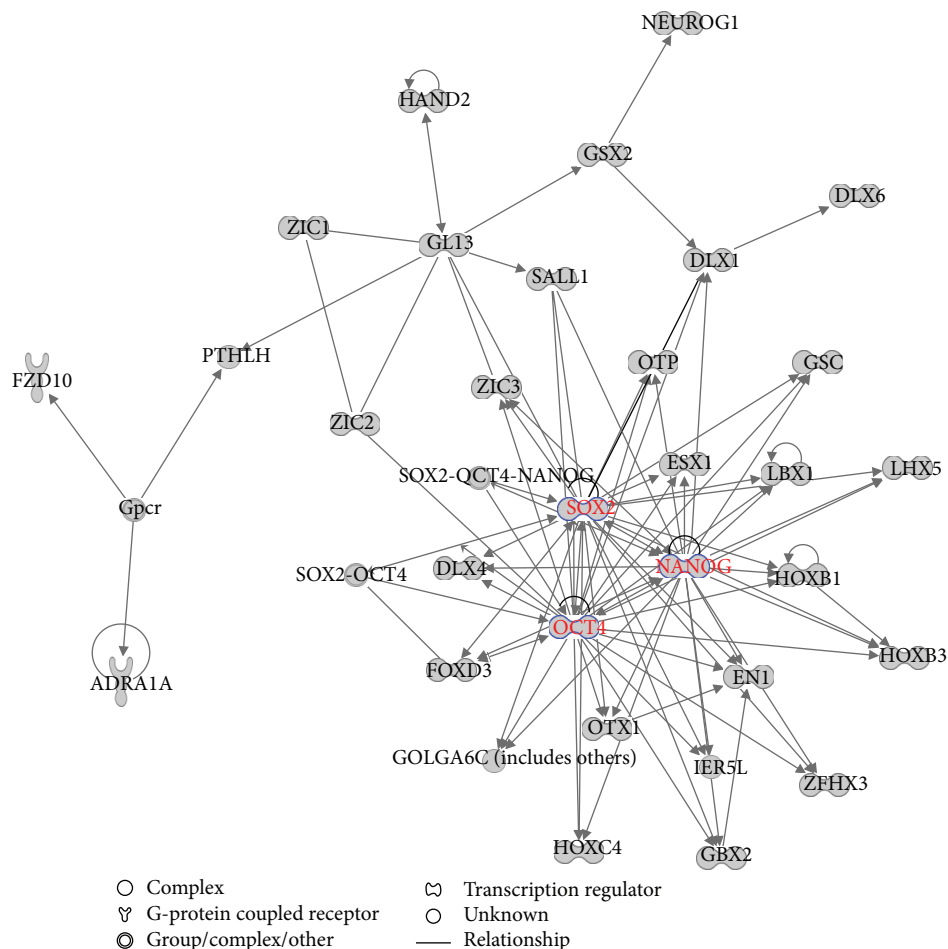 NEUROG1
HAND2
GSX2
DLX6
ZIC1
GL13
DLX1
SALL1
PTHLH
OTP
GSC
FZD10
ZIC3
ZIC2
ESX1
SOX2-QCT4-NANOG
LBX1
LHX5
Gpcr
SOX2
NANOG
SOX2-OCT4
DLX4
HOXB1
OCT4
HOXB3
FOXD3
EN1
ADRA1A
OTX1
GOLGA6C (includes others)
IER5L
ZFHX3
HOXC4
GBX2
Complex
G-protein coupled receptor
Group/complex/other
Transcription regulator
Unknown
Relationship